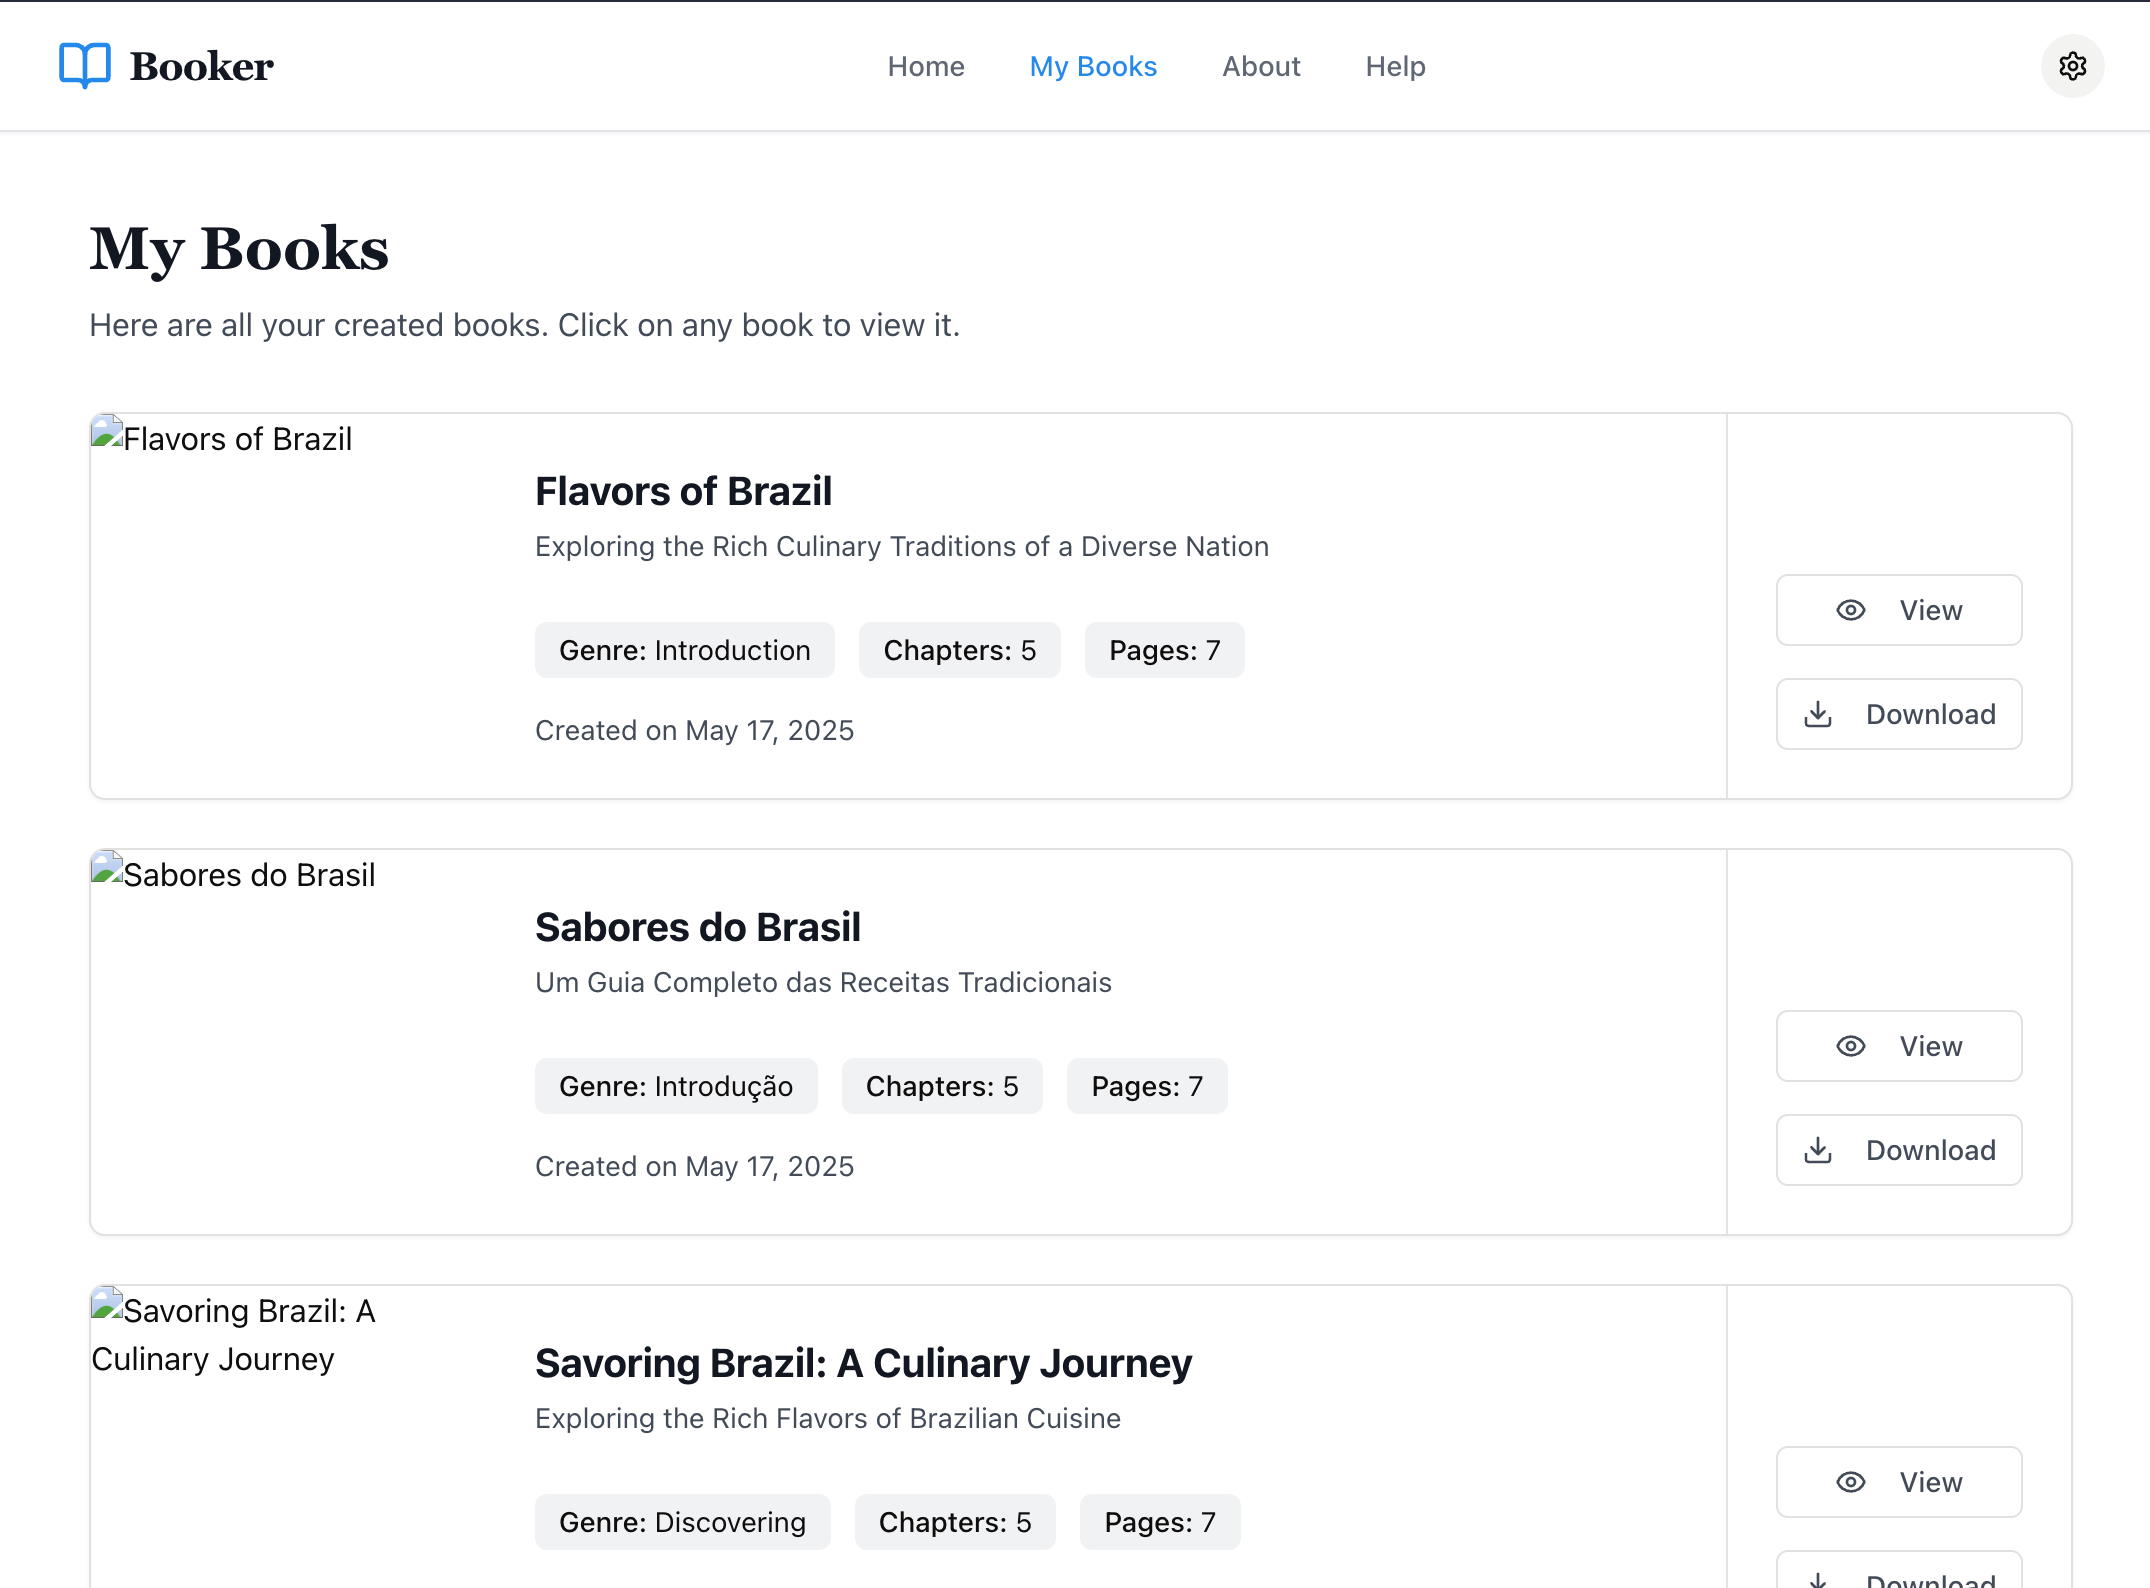 Booker
Home
My Books
About
Help
My Books
Here are all your created books. Click on any book to view it.
Flavors of Brazil
Flavors of Brazil
Exploring the Rich Culinary Traditions of a Diverse Nation
Genre: Introduction
Chapters: 5
Pages: 7
Created on May 17, 2025
View
Download
Sabores do Brasil
Sabores do Brasil
Um Guia Completo das Receitas Tradicionais
Genre: Introdução
Chapters: 5
Pages: 7
Created on May 17, 2025
View
Download
Savoring Brazil: A
Culinary Journey
Savoring Brazil: A Culinary Journey
Exploring the Rich Flavors of Brazilian Cuisine
Genre: Discovering
Chapters: 5
Pages: 7
View
Download